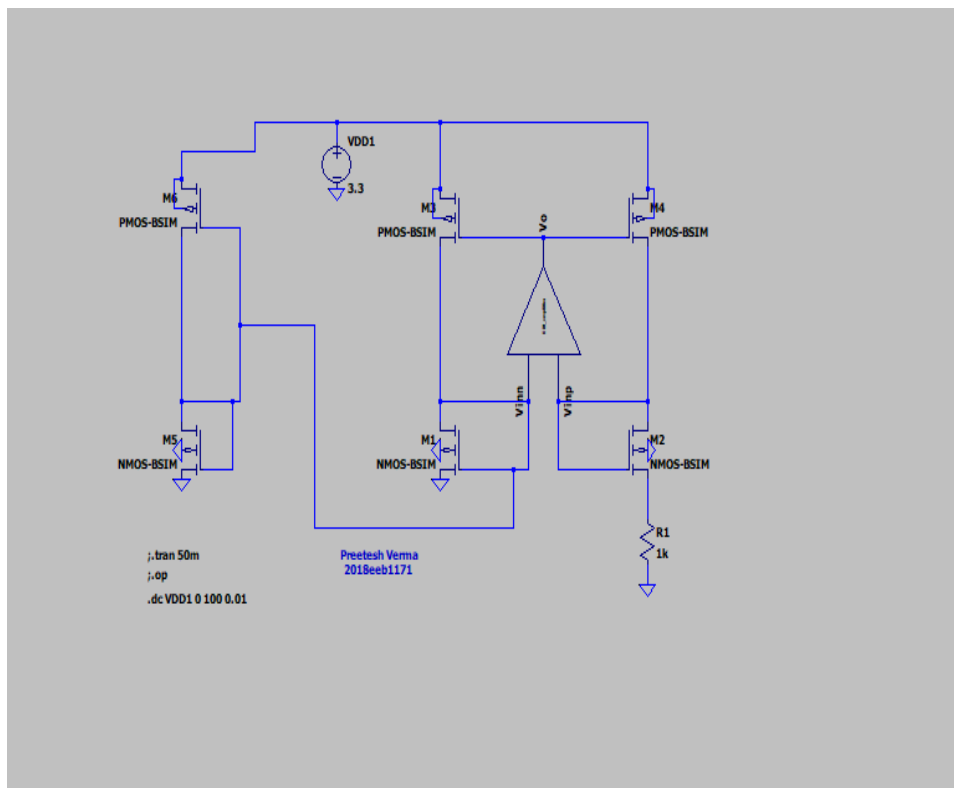 VDD1
3.3
M6
PMOS-BSIM
M3
PMOS-BSIM
M4
PMOS-BSIM
Vo
Vinn
Vinp
M5
NMOS-BSIM
M1
NMOS-BSIM
M2
NMOS-BSIM
R1
1k
;.tran 50m
;.op
.dc VDD1 0 100 0.01
Preetesh Verma
2018eeb1171